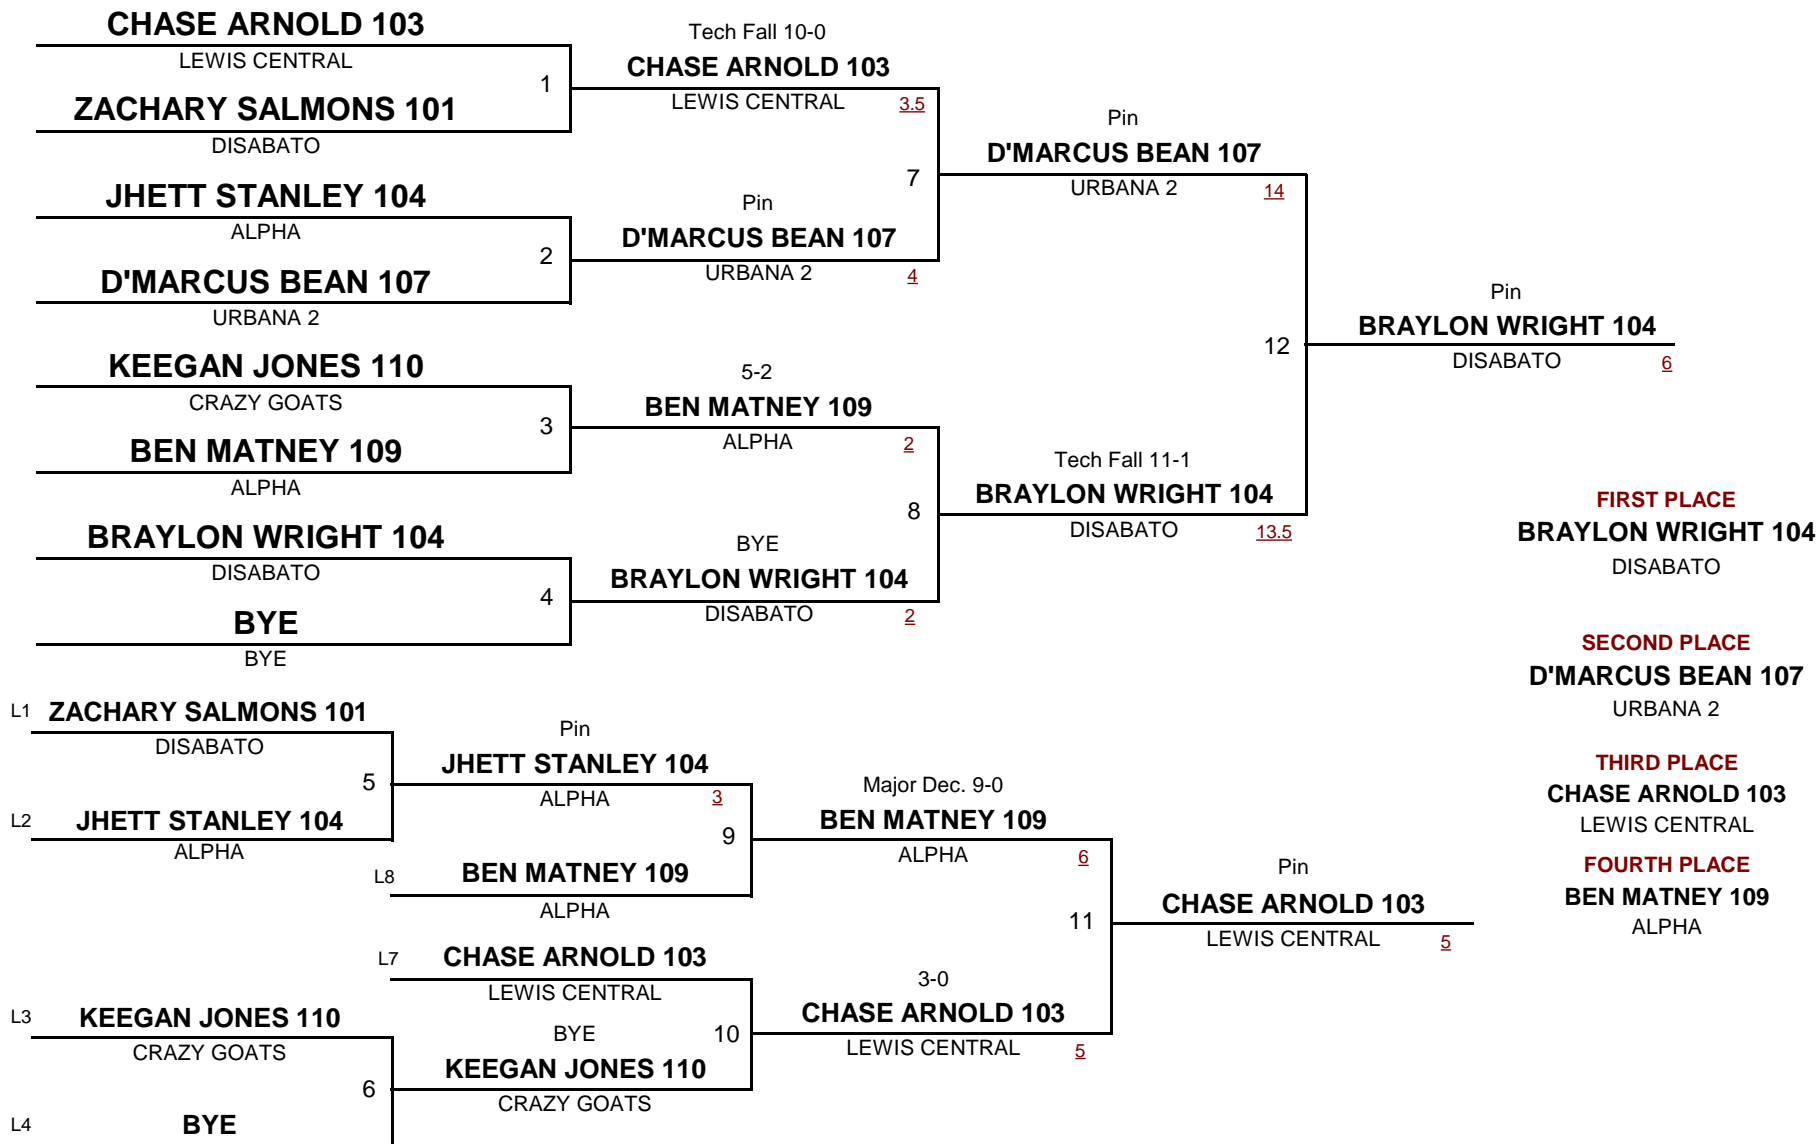 CHASE ARNOLD 103
LEWIS CENTRAL
1
ZACHARY SALMONS 101
DISABATO
JHETT STANLEY 104
ALPHA
2
D'MARCUS BEAN 107
URBANA 2
KEEGAN JONES 110
CRAZY GOATS
3
BEN MATNEY 109
ALPHA
BRAYLON WRIGHT 104
DISABATO
4
BYE
BYE
Tech Fall 10-0
CHASE ARNOLD 103
LEWIS CENTRAL 3.5
7
Pin
D'MARCUS BEAN 107
URBANA 2 4
5-2
BEN MATNEY 109
ALPHA 2
8
BYE
BRAYLON WRIGHT 104
DISABATO 2
Pin
D'MARCUS BEAN 107
URBANA 2 14
12
Tech Fall 11-1
BRAYLON WRIGHT 104
DISABATO 13.5
Pin
BRAYLON WRIGHT 104
DISABATO 6
FIRST PLACE
BRAYLON WRIGHT 104
DISABATO
SECOND PLACE
D'MARCUS BEAN 107
URBANA 2
THIRD PLACE
CHASE ARNOLD 103
LEWIS CENTRAL
FOURTH PLACE
BEN MATNEY 109
ALPHA
L1 ZACHARY SALMONS 101
DISABATO
5
L2 JHETT STANLEY 104
ALPHA
L3 KEEGAN JONES 110
CRAZY GOATS
6
L4 BYE
Pin
JHETT STANLEY 104
ALPHA 3
9
L8 BEN MATNEY 109
ALPHA
L7 CHASE ARNOLD 103
LEWIS CENTRAL
BYE 10
KEEGAN JONES 110
CRAZY GOATS
Major Dec. 9-0
BEN MATNEY 109
ALPHA 6
11
3-0
CHASE ARNOLD 103
LEWIS CENTRAL 5
Pin
CHASE ARNOLD 103
LEWIS CENTRAL 5